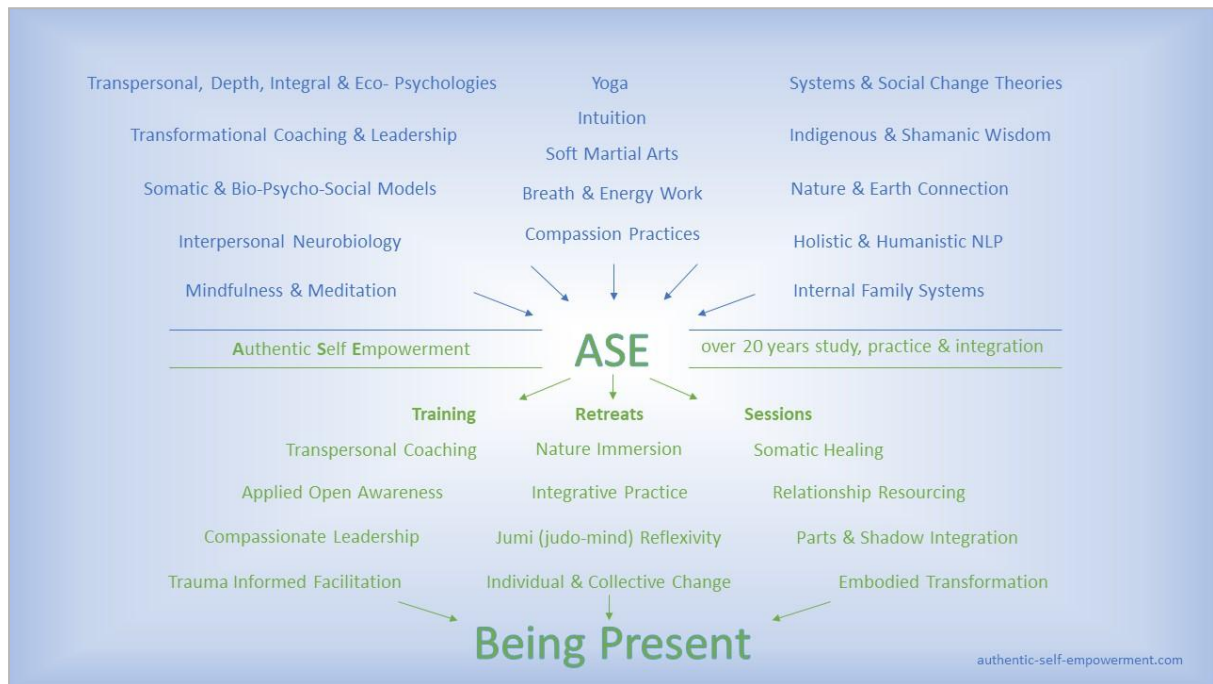 Transpersonal, Depth, Integral & Eco- Psychologies
Transformational Coaching & Leadership
Somatic & Bio-Psycho-Social Models
Interpersonal Neurobiology
Mindfulness & Meditation
Yoga
Intuition
Soft Martial Arts
Breath & Energy Work
Compassion Practices
Systems & Social Change Theories
Indigenous & Shamanic Wisdom
Nature & Earth Connection
Holistic & Humanistic NLP
Internal Family Systems
Authentic Self Empowerment
ASE
over 20 years study, practice & integration
Training
Transpersonal Coaching
Applied Open Awareness
Compassionate Leadership
Trauma Informed Facilitation
Retreats
Nature Immersion
Integrative Practice
Jumi (judo-mind) Reflexivity
Individual & Collective Change
Sessions
Somatic Healing
Relationship Resourcing
Parts & Shadow Integration
Embodied Transformation
Being Present
authentic-self-empowerment.com